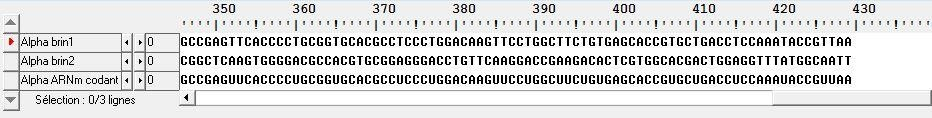 350 360 370 380 390 400 410 420 430
Alpha brin1 0 GCCGAGTTCACCCCTGCGGTGCACGCCTCCCTGGACAAGTTCCTGGCTTCTGTGAGCACCGTGCTGACCTCCAAATACCGTTAA
Alpha brin2 0 CGGCTCAAGTGGGGACGCCACGTGCGGAGGGACCTGTTCAAGGACCGAAGACACTCGTGGCACGACTGGAGGTTTATGGCAATT
Alpha ARNm codant 0 GCCGAGUUCACCCCUGCGGUGCACGCCUCCCUGGACAAGUUCCUGGCUUCUGUGAGCACCGUGCUGACCUCCAAAUACCGUUAA
Sélection : 0/3 lignes